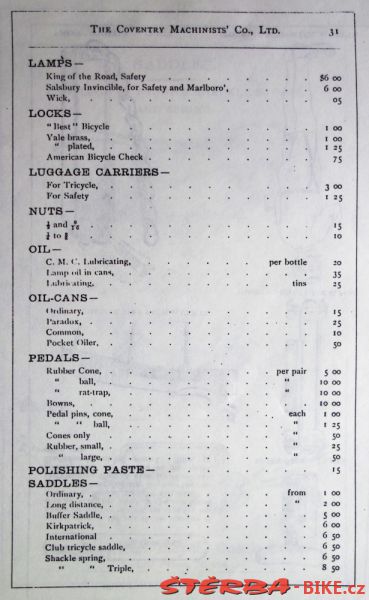 The Coventry Machinists' Co., Ltd. 31
LAMPS—
King of the Road, Safety $6 00
Salsbury Invincible, for Safety and Marlboro', 6 00
Wick, 05
LOCKS—
"Best" Bicycle 1 00
Yale brass, 1 00
" plated, 1 25
American Bicycle Check 75
LUGGAGE CARRIERS—
For Tricycle, 3 00
For Safety 1 25
NUTS—
and 15
to 10
OIL—
C. M. C. Lubricating, per bottle 20
Lamp oil in cans, 35
Lubricating, tins 25
OIL-CANS—
Ordinary, 15
Paradox, 25
Common, 10
Pocket Oiler, 50
PEDALS—
Rubber Cone, per pair 5 00
" ball, " 10 00
" rat-trap, " 10 00
Bowns, 10 00
Pedal pins, cone, each 1 00
" " ball, " 1 25
Cones only " 50
Rubber, small, " 25
" large, " 50
POLISHING PASTE— 15
SADDLES—
Ordinary, from 1 00
Long distance, " 2 00
Buffer Saddle, 5 00
Kirkpatrick, 6 00
International 6 50
Club tricycle saddle, 6 50
Shackle spring, 6 50
" " Triple, 8 50
ŠTĚRBA-BIKE.cz